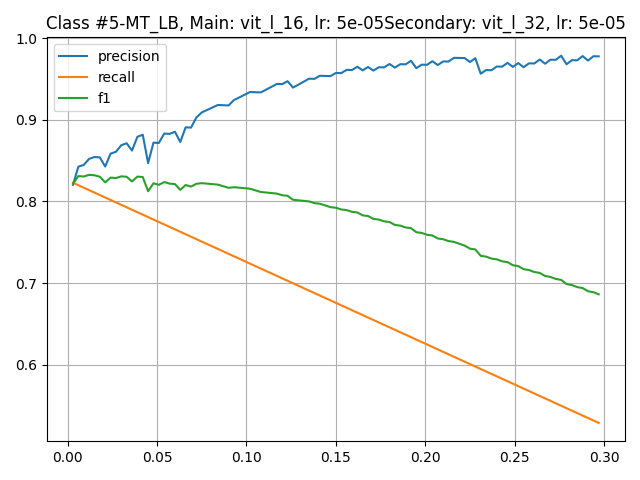 Class #5-MT_LB, Main: vit_l_16, lr: 5e-05Secondary: vit_l_32, lr: 5e-05
precision
recall
f1
1.0
0.9
0.8
0.7
0.6
0.00 0.05 0.10 0.15 0.20 0.25 0.30